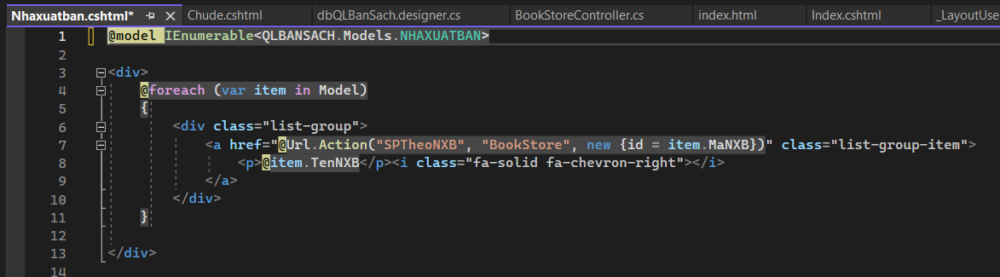 Nhaxuatban.cshtml* Chude.cshtml dbQLBanSach.designer.cs BookStoreController.cs index.html Index.cshtml _LayoutUse
1 @model IEnumerable<QLBANSACH.Models.NHAXUATBAN>
2
3 <div>
4 @foreach (var item in Model)
5 {
6 <div class="list-group">
7 <a href="@Url.Action("SPTheoNXB", "BookStore", new {id = item.MaNXB})" class="list-group-item">
8 <p>@item.TenNXB</p><i class="fa-solid fa-chevron-right"></i>
9 </a>
10 </div>
11 }
12
13 </div>
14